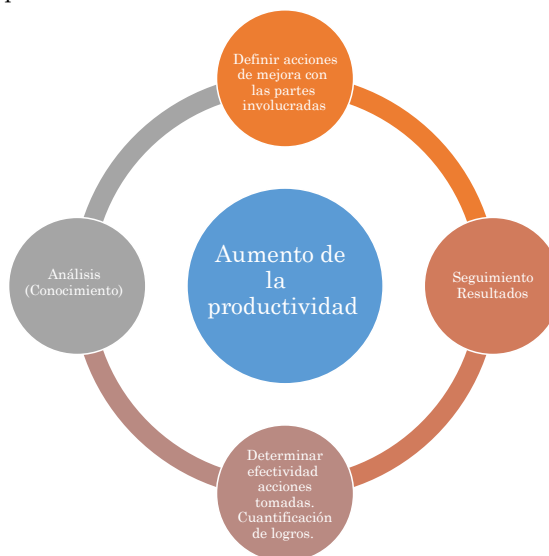 Definir acciones
de mejora con
las partes
involucradas
Aumento de
la
productividad
Análisis
(Conocimiento)
Seguimiento
Resultados
Determinar
efectividad
acciones
tomadas.
Cuantificación
de logros.